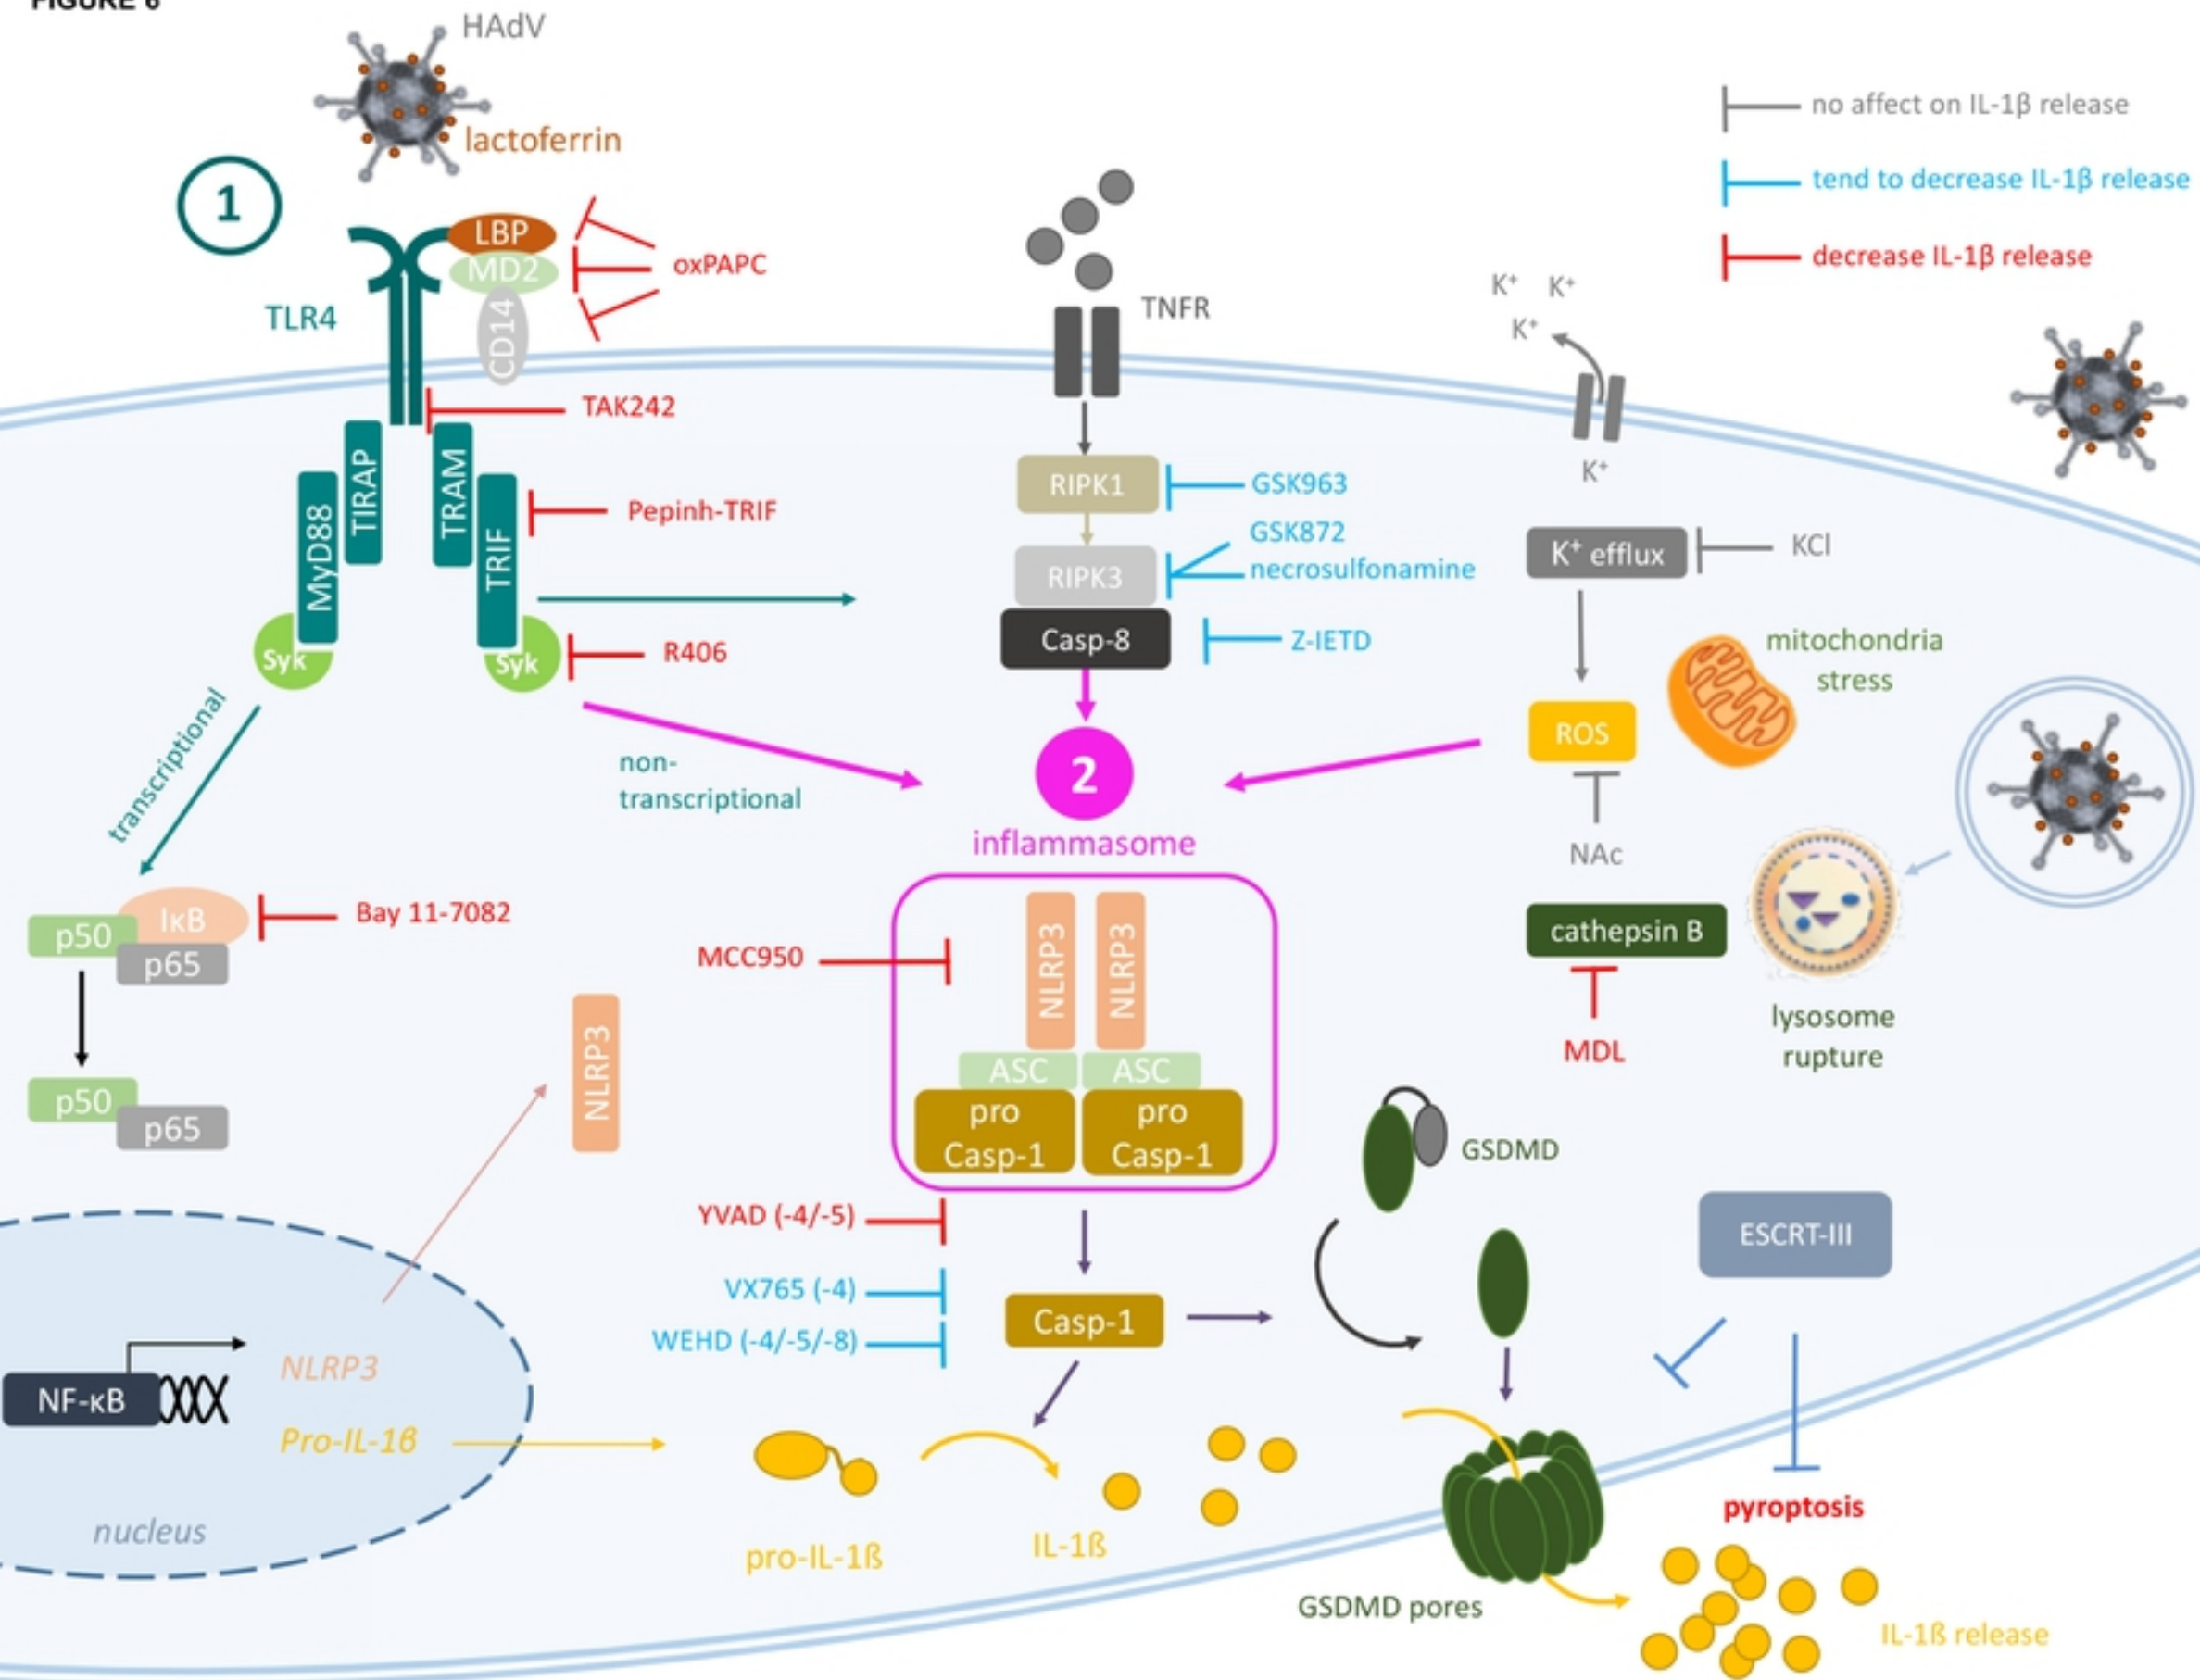 FIGURE 6
HAdV
lactoferrin
1
LBP
MD2
CD14
oxPAPC
TLR4
TAK242
TIRAP
MyD88
TRAM
TRIF
Pepinh-TRIF
Syk
Syk
R406
transcriptional
non-
transcriptional
TNFR
RIPK1
GSK963
GSK872
necrosulfonamine
RIPK3
Casp-8
Z-IETD
2
inflammasome
no affect on IL-1β release
tend to decrease IL-1β release
decrease IL-1β release
K⁺
K⁺
K⁺
K⁺
K⁺ efflux
KCl
mitochondria
stress
ROS
NAc
cathepsin B
MDL
lysosome
rupture
IκB
p50
p65
Bay 11-7082
p50
p65
NLRP3
MCC950
NLRP3
NLRP3
ASC
ASC
pro
Casp-1
pro
Casp-1
YVAD (-4/-5)
VX765 (-4)
WEHD (-4/-5/-8)
Casp-1
GSDMD
ESCRT-III
NF-κB
NLRP3
Pro-IL-1ß
nucleus
pro-IL-1ß
IL-1ß
GSDMD pores
pyroptosis
IL-1ß release